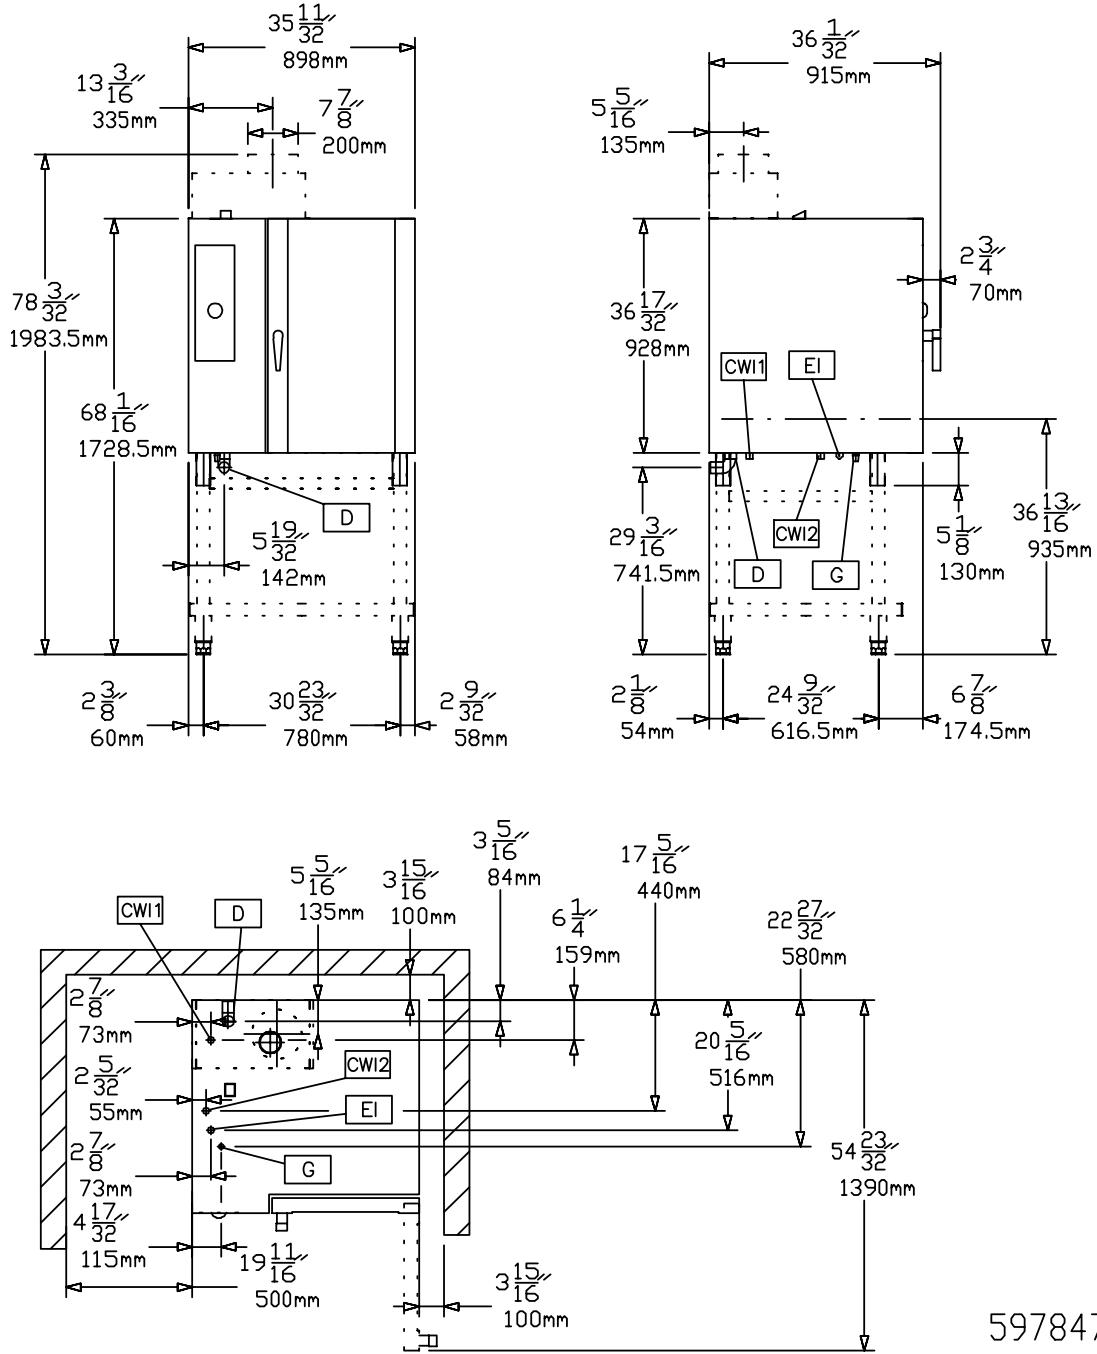 35 11/32″
898mm
13 3/16″
335mm
7 7/8″
200mm
78 3/32″
1983.5mm
68 1/16″
1728.5mm
D
5 19/32″
142mm
2 3/8″
60mm
30 23/32″
780mm
2 9/32″
58mm
36 1/32″
915mm
5 5/16″
135mm
2 3/4″
70mm
36 17/32″
928mm
CWI1
EI
29 3/16″
741.5mm
CWI2
D
G
5 1/8″
130mm
36 13/16″
935mm
2 1/8″
54mm
24 9/32″
616.5mm
6 7/8″
174.5mm
3 5/16″
84mm
17 5/16″
440mm
5 5/16″
135mm
3 15/16″
100mm
6 1/4″
159mm
22 27/32″
580mm
CWI1
D
2 7/8″
73mm
20 5/16″
516mm
2 5/32″
55mm
CWI2
EI
2 7/8″
73mm
G
54 23/32″
1390mm
4 17/32″
115mm
19 11/16″
500mm
3 15/16″
100mm
597847